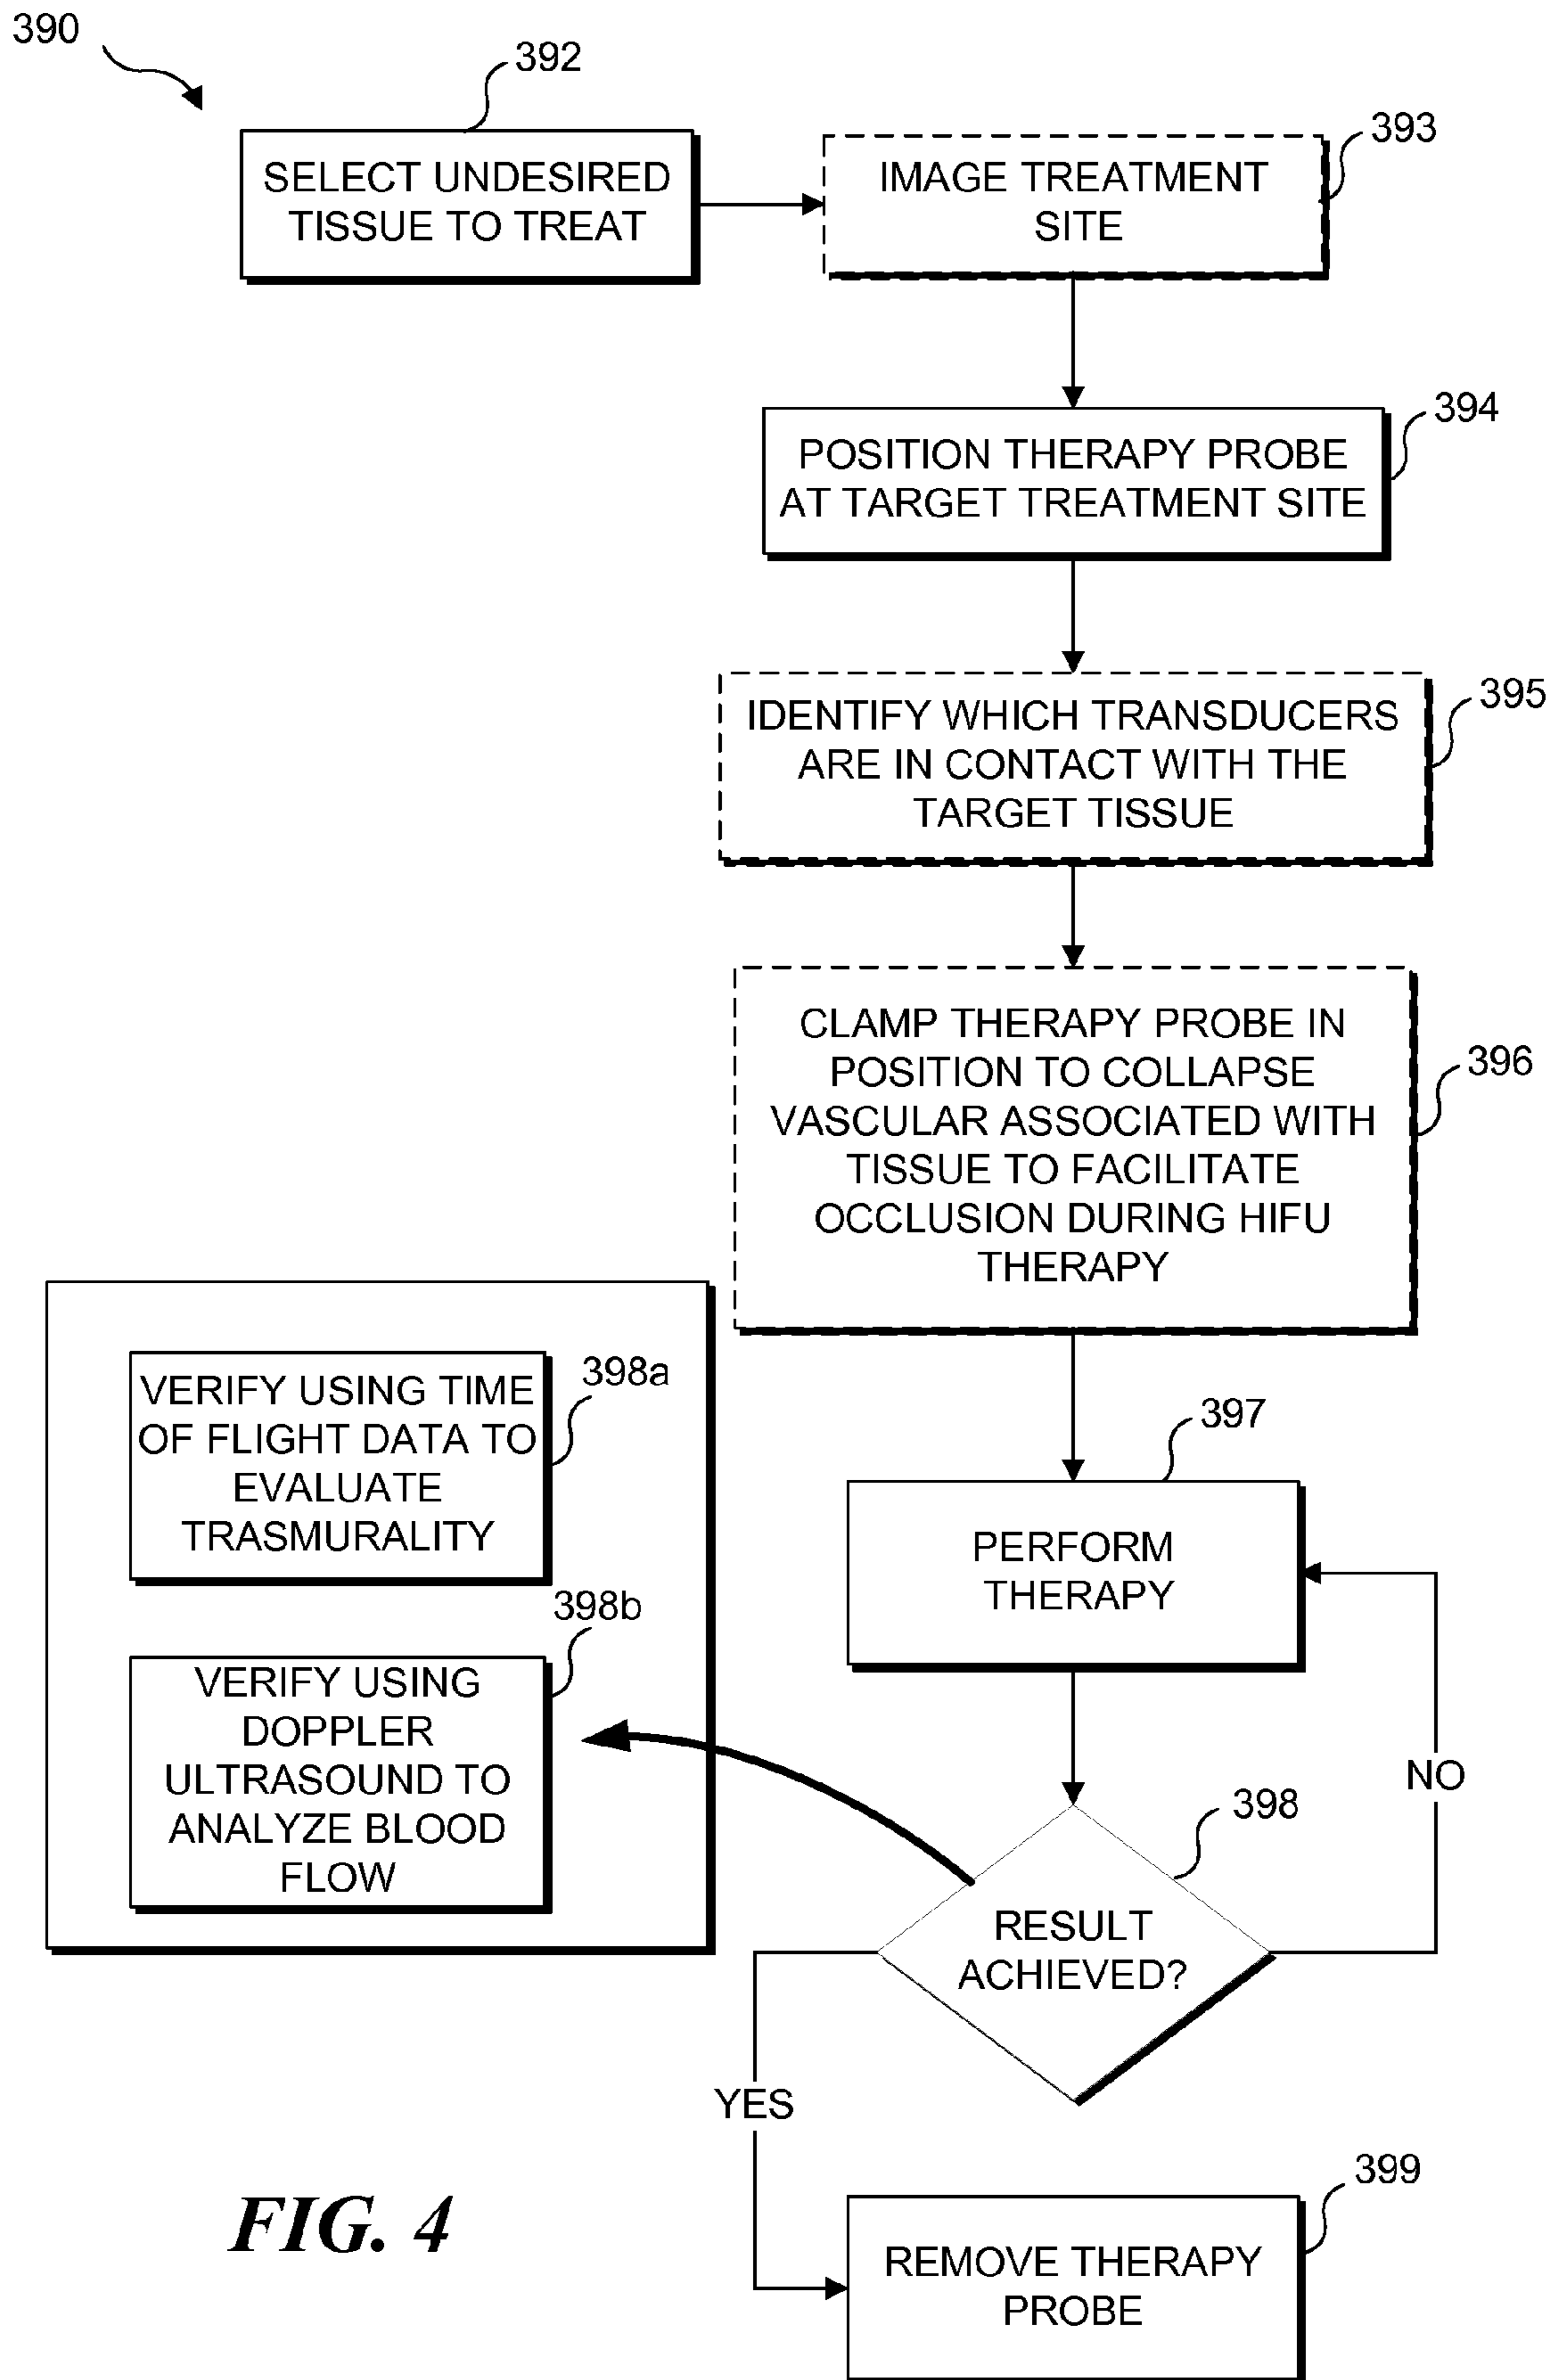 390
392
SELECT UNDESIRED
TISSUE TO TREAT
393
IMAGE TREATMENT
SITE
394
POSITION THERAPY PROBE
AT TARGET TREATMENT SITE
395
IDENTIFY WHICH TRANSDUCERS
ARE IN CONTACT WITH THE
TARGET TISSUE
396
CLAMP THERAPY PROBE IN
POSITION TO COLLAPSE
VASCULAR ASSOCIATED WITH
TISSUE TO FACILITATE
OCCLUSION DURING HIFU
THERAPY
397
PERFORM
THERAPY
398
RESULT
ACHIEVED?
NO
YES
398a
VERIFY USING TIME
OF FLIGHT DATA TO
EVALUATE
TRASMURALITY
398b
VERIFY USING
DOPPLER
ULTRASOUND TO
ANALYZE BLOOD
FLOW
399
REMOVE THERAPY
PROBE
FIG. 4